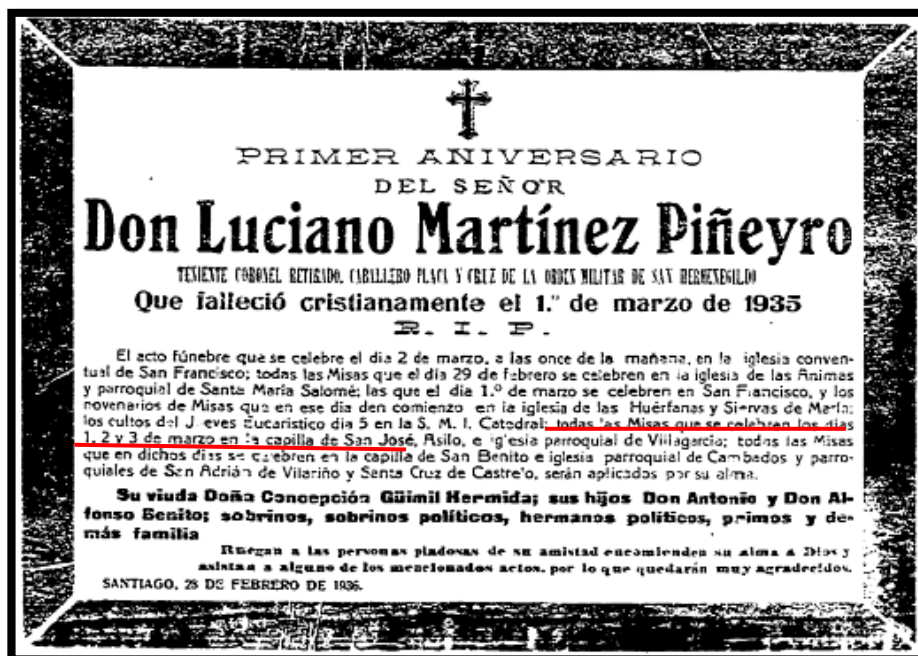 PRIMER ANIVERSARIO
DEL SEÑOR
Don Luciano Martínez Piñeyro
TENIENTE CORONEL RETIRADO, CABALLERO PLACA Y CRUZ DE LA ORDEN MILITAR DE SAN HERMENEGILDO
Que falleció cristianamente el 1.º de marzo de 1935
R. I. P.
El acto fúnebre que se celebre el dia 2 de marzo, a las once de la mañana, en la iglesia conven-
tual de San Francisco; todas las Misas que el día 29 de febrero se celebren en la iglesia de las Animas
y parroquial de Santa María Salomé; las que el día 1.º de marzo se celebren en San Francisco, y los
novenarios de Misas que en ese dia den comienzo en la iglesia de las Huérfanas y Siervas de María;
los cultos del Jueves Eucarístico dia 5 en la S. M. I. Catedral; todas las Misas que se celebren los dias
1, 2 y 3 de marzo en la capilla de San José, Asilo, e iglesia parroquial de Villagarcia; todas las Misas
que en dichos dias se celebren en la capilla de San Benito e iglesia parroquial de Cambados y parro-
quiales de San Adrián de Vilariño y Santa Cruz de Castrelo, serán aplicados por su alma.
Su viuda Doña Concepción Güimil Hermida; sus hijos Don Antonio y Don Al-
fonso Benito; sobrinos, sobrinos políticos, hermanos políticos, primos y de-
más familia
Ruegan a las personas piadosas de su amistad encomienden su alma a Dios y
asistan a alguno de los mencionados actos, por lo que quedarán muy agradecidos.
SANTIAGO, 28 DE FEBRERO DE 1936.